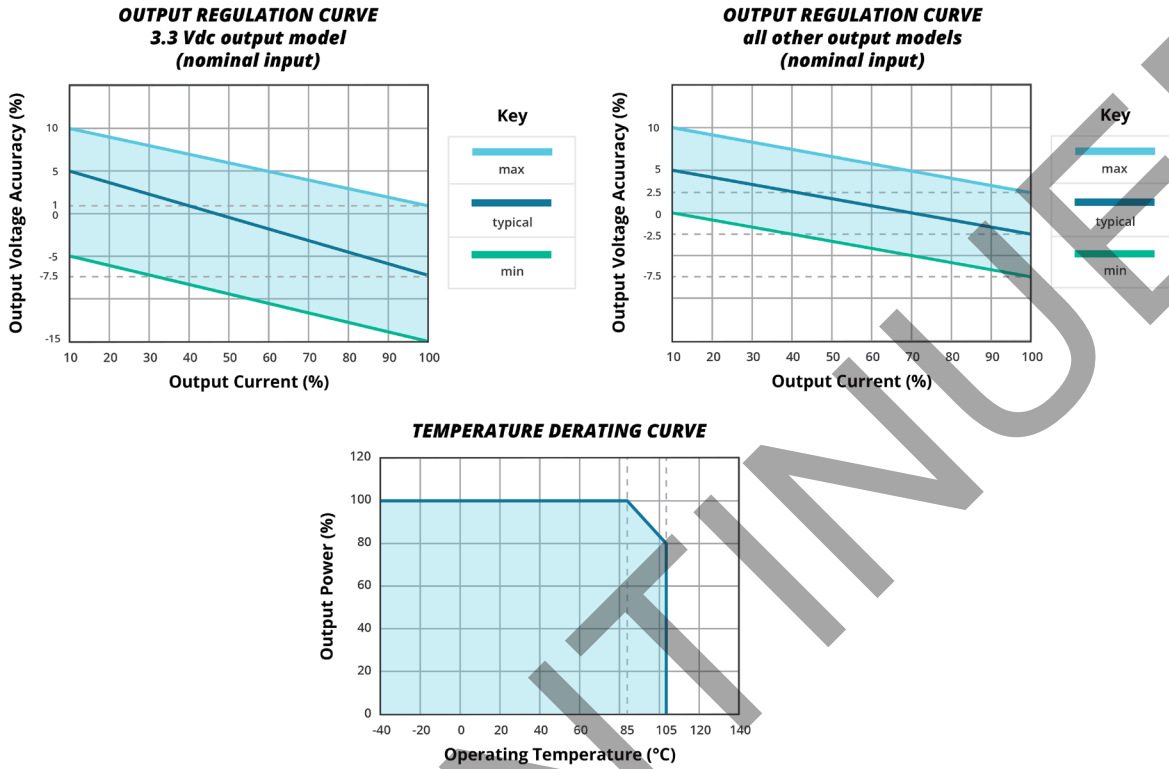 OUTPUT REGULATION CURVE
3.3 Vdc output model
(nominal input)
Output Voltage Acuuracy (%)
10
5
1
0
-5
-7.5
-15
10 20 30 40 50 60 70 80 90 100
Output Current (%)
Key
max
typical
min
OUTPUT REGULATION CURVE
all other output models
(nominal input)
Output Voltage Acuuracy (%)
10
5
2.5
0
-2.5
-7.5
10 20 30 40 50 60 70 80 90 100
Output Current (%)
Key
max
typical
min
TEMPERATURE DERATING CURVE
Output Power (%)
120
100
80
60
40
20
0
-40 -20 0 20 40 60 85 105 120 140
Operating Temperature (°C)
NTINUE